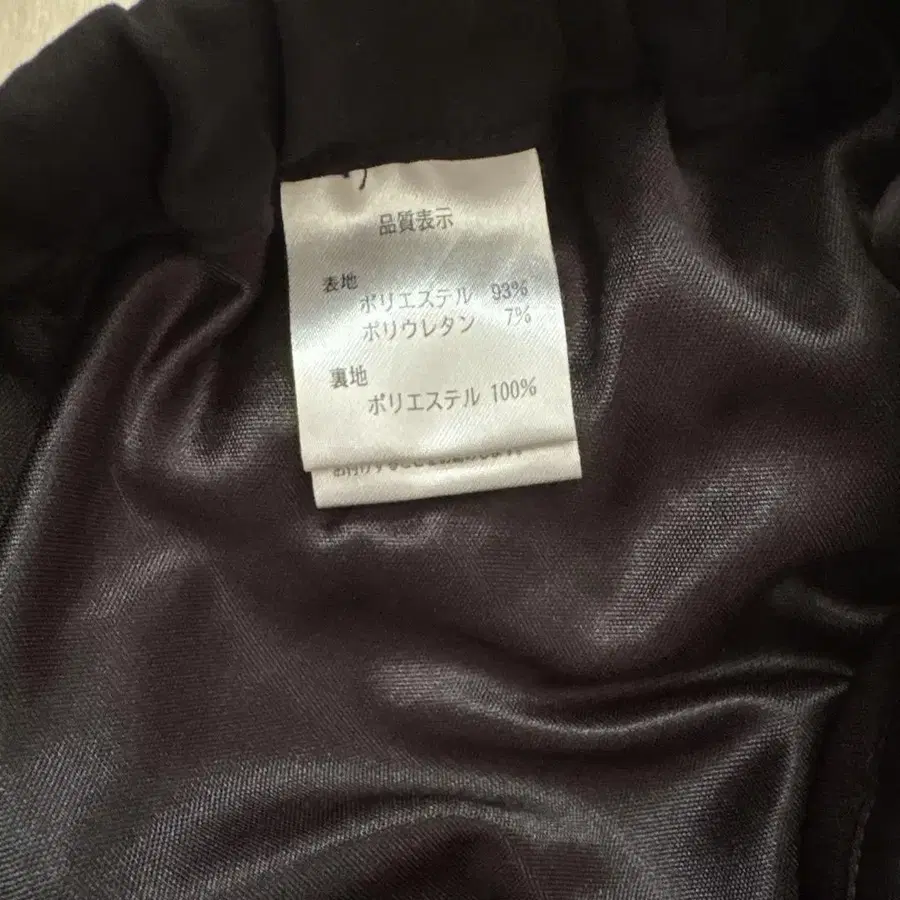 品質表示
表地
ポリエステル 93%
ポリウレタン 7%
裏地
ポリエステル 100%